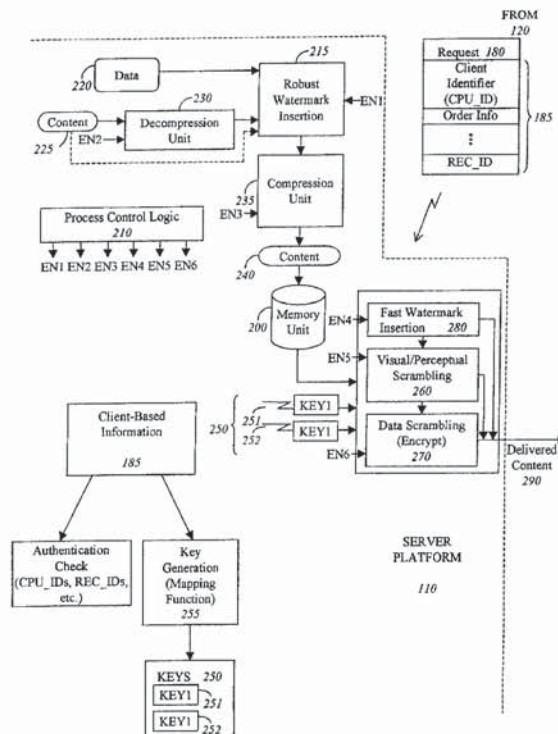 FROM
120
215
Request 180
Client
Identifier
(CPU_ID)
Order Info
⋮
REC_ID
185
220
Data
Robust
Watermark
Insertion
EN1
230
Content
225
EN2
Decompression
Unit
235
Compression
Unit
EN3
Process Control Logic
210
EN1 EN2 EN3 EN4 EN5 EN6
240
Content
Memory
Unit
200
EN4
Fast Watermark
Insertion 280
EN5
Visual/Perceptual
Scrambling
260
250
251
KEY1
252
KEY1
Data Scrambling
(Encrypt)
270
EN6
Delivered
Content
290
Client-Based
Information
185
SERVER
PLATFORM
110
Authentication
Check
(CPU_IDs, REC_IDs,
etc.)
Key
Generation
(Mapping
Function)
255
KEYS 250
KEY1
251
KEY1
252